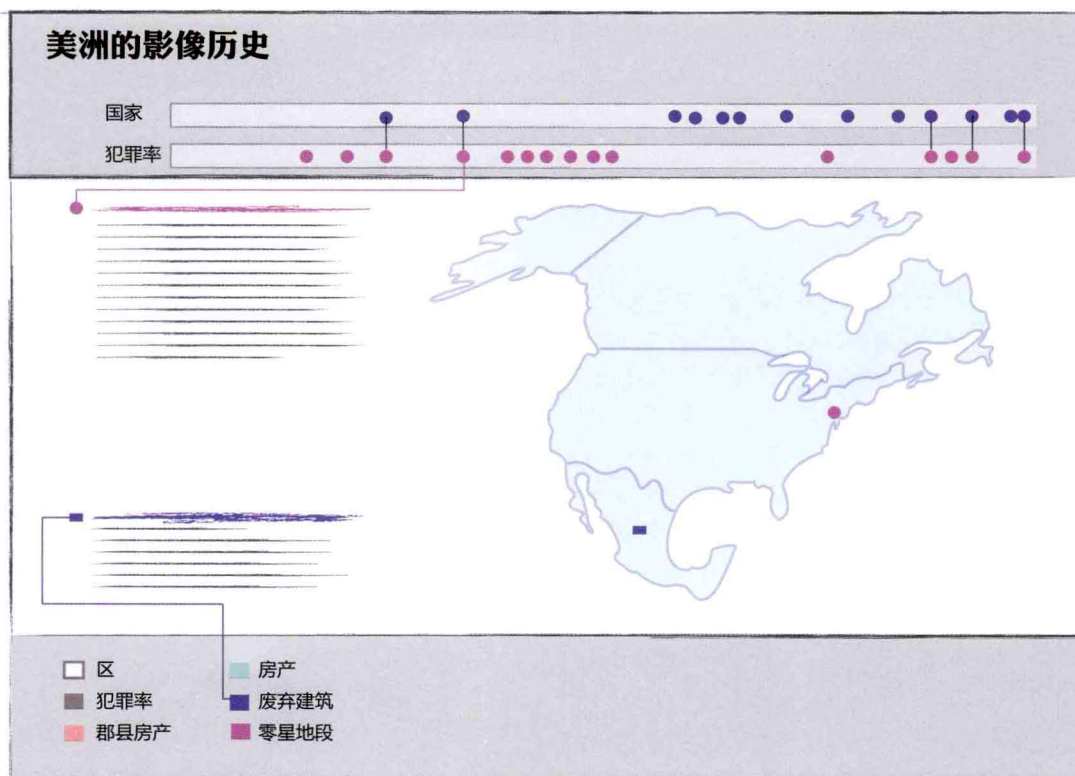 美洲的影像历史
国家
犯罪率
区
房产
犯罪率
废弃建筑
郡县房产
零星地段